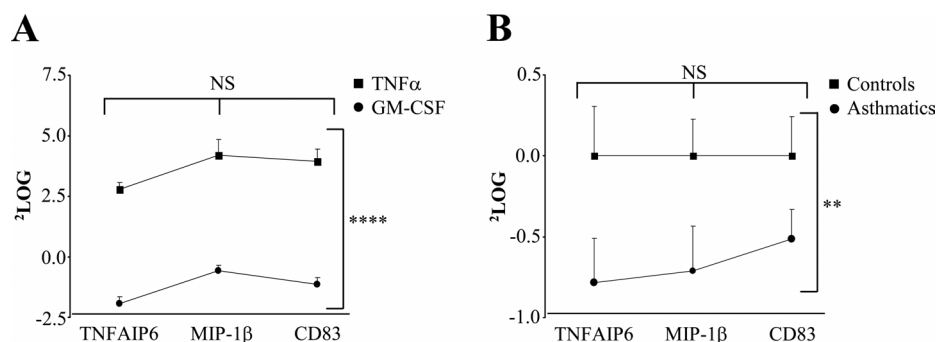 A
7.5
5.0
2.5
0.0
-2.5
²LOG
NS
TNFα
GM-CSF
****
TNFAIP6 MIP-1β CD83
B
0.5
0.0
-0.5
-1.0
²LOG
NS
Controls
Asthmatics
**
TNFAIP6 MIP-1β CD83